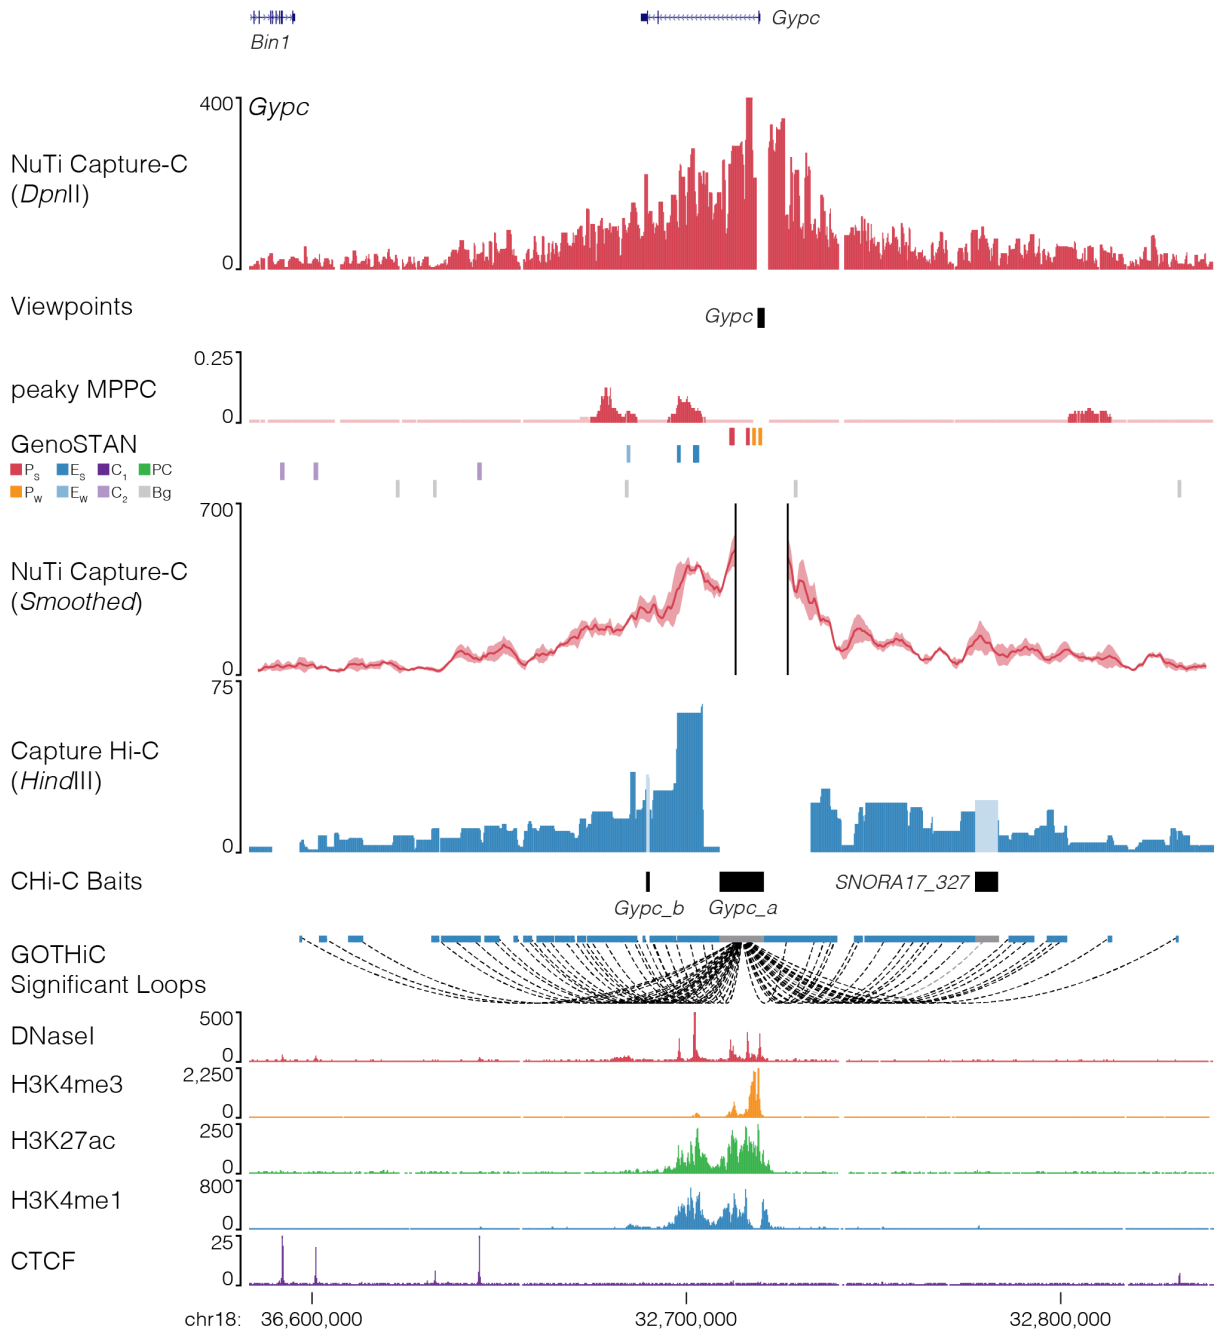 Bin1
Gypc
400
Gypc
NuTi Capture-C
(DpnII)
0
Viewpoints
Gypc
0.25
peaky MPPC
0
GenoSTAN
PS ES C1 PC
PW EW C2 Bg
700
NuTi Capture-C
(Smoothed)
0
75
Capture Hi-C
(HindIII)
0
CHi-C Baits
SNORA17_327
Gypc_b Gypc_a
GOTHiC
Significant Loops
500
DNaseI
0
2,250
H3K4me3
0
250
H3K27ac
0
800
H3K4me1
0
25
CTCF
0
chr18: 36,600,000 32,700,000 32,800,000